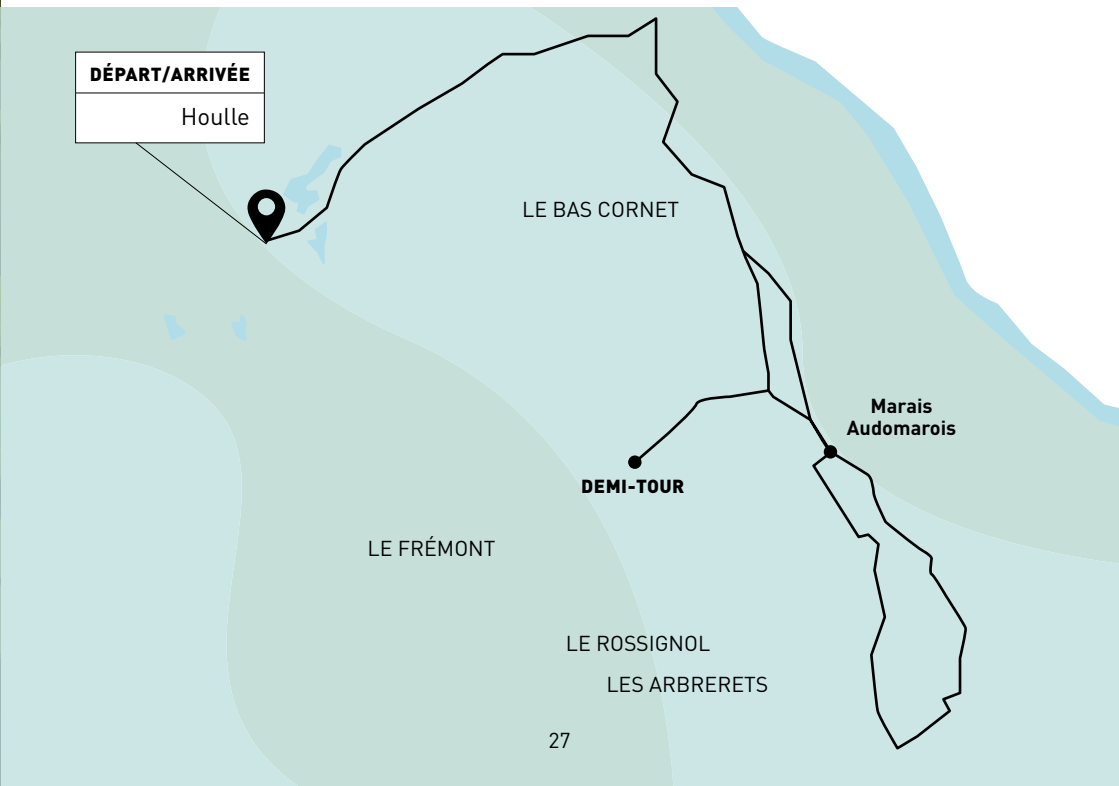 DÉPART/ARRIVÉE
Houlle
LE BAS CORNET
Marais
Audomarois
DEMI-TOUR
LE FRÉMONT
LE ROSSIGNOL
LES ARBRERETS
27